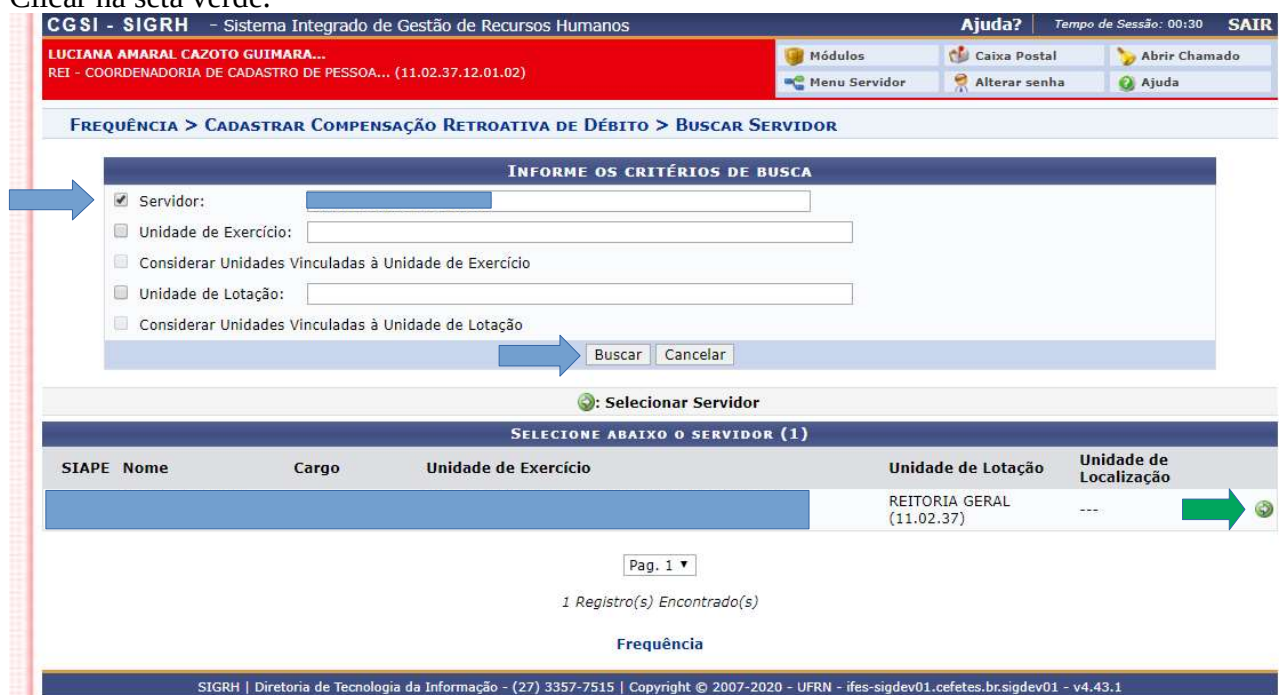 Clicar na seta verde.
CGSI - SIGRH - Sistema Integrado de Gestão de Recursos Humanos Ajuda? Tempo de Sessão: 00:30 SAIR
LUCIANA AMARAL CAZOTO GUIMARA...
REI - COORDENADORIA DE CADASTRO DE PESSOA... (11.02.37.12.01.02)
Módulos Caixa Postal Abrir Chamado
Menu Servidor Alterar senha Ajuda
FREQUÊNCIA > CADASTRAR COMPENSAÇÃO RETROATIVA DE DÉBITO > BUSCAR SERVIDOR
INFORME OS CRITÉRIOS DE BUSCA
Servidor:
Unidade de Exercício:
Considerar Unidades Vinculadas à Unidade de Exercício
Unidade de Lotação:
Considerar Unidades Vinculadas à Unidade de Lotação
Buscar Cancelar
: Selecionar Servidor
SELECIONE ABAIXO O SERVIDOR (1)
SIAPE Nome Cargo Unidade de Exercício Unidade de Lotação Unidade de Localização
REITORIA GERAL (11.02.37) ---
Pag. 1
1 Registro(s) Encontrado(s)
Frequência
SIGRH | Diretoria de Tecnologia da Informação - (27) 3357-7515 | Copyright © 2007-2020 - UFRN - ifes-sigdev01.cefetes.br.sigdev01 - v4.43.1